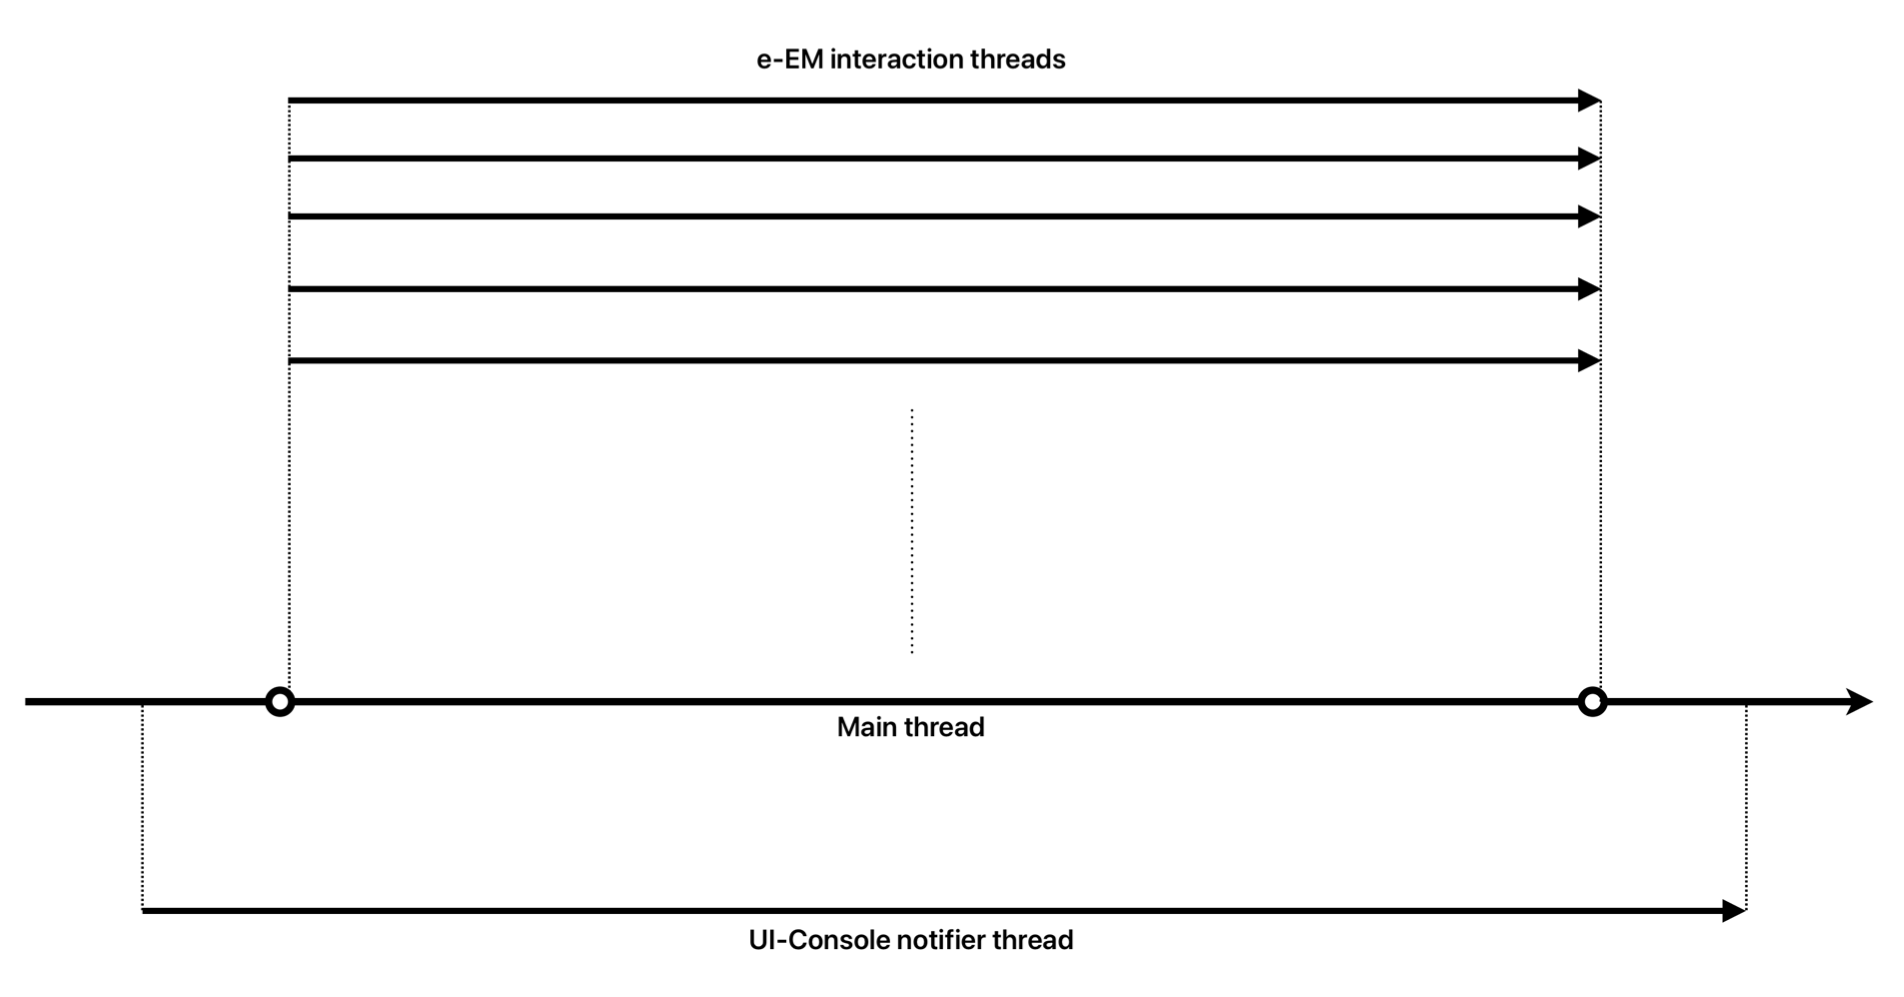 e-EM interaction threads
Main thread
UI-Console notifier thread